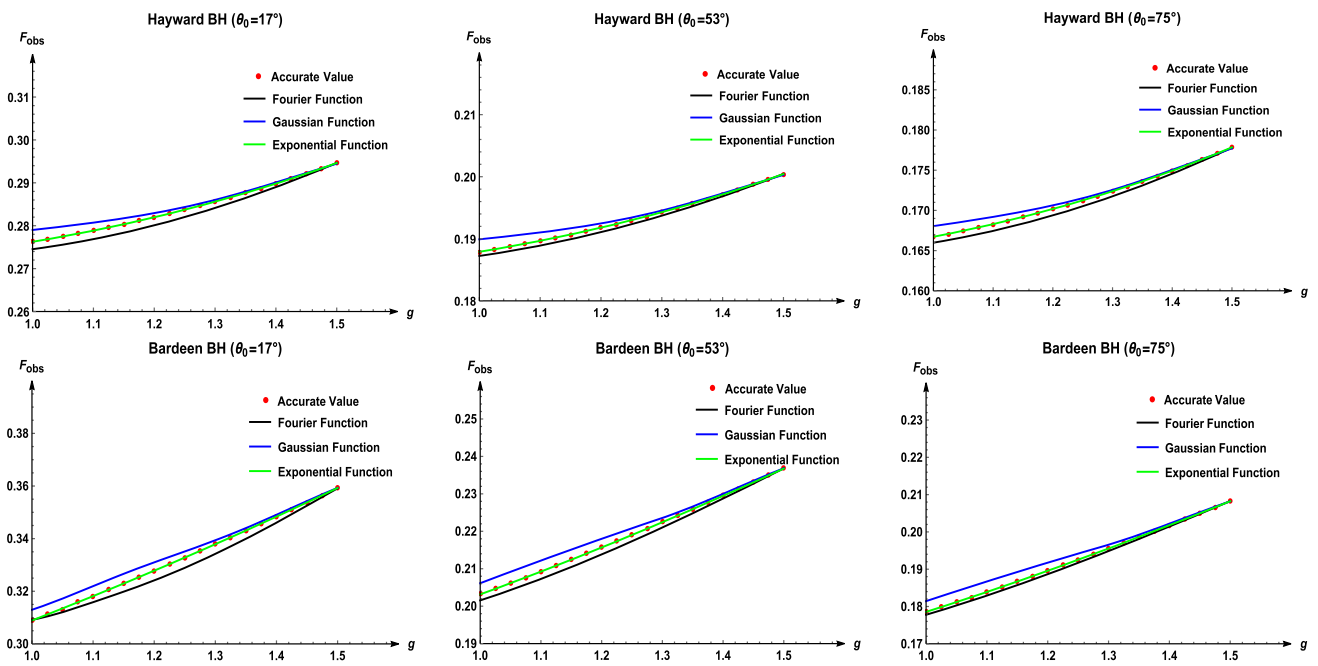 Hayward BH (θ₀=17°)
F_obs
Accurate Value
Fourier Function
Gaussian Function
Exponential Function
0.31
0.30
0.29
0.28
0.27
0.26
1.0 1.1 1.2 1.3 1.4 1.5
g
Hayward BH (θ₀=53°)
F_obs
Accurate Value
Fourier Function
Gaussian Function
Exponential Function
0.21
0.20
0.19
0.18
1.0 1.1 1.2 1.3 1.4 1.5
g
Hayward BH (θ₀=75°)
F_obs
Accurate Value
Fourier Function
Gaussian Function
Exponential Function
0.185
0.180
0.175
0.170
0.165
0.160
1.0 1.1 1.2 1.3 1.4 1.5
g
Bardeen BH (θ₀=17°)
F_obs
Accurate Value
Fourier Function
Gaussian Function
Exponential Function
0.38
0.36
0.34
0.32
0.30
1.0 1.1 1.2 1.3 1.4 1.5
g
Bardeen BH (θ₀=53°)
F_obs
Accurate Value
Fourier Function
Gaussian Function
Exponential Function
0.25
0.24
0.23
0.22
0.21
0.20
0.19
1.0 1.1 1.2 1.3 1.4 1.5
g
Bardeen BH (θ₀=75°)
F_obs
Accurate Value
Fourier Function
Gaussian Function
Exponential Function
0.23
0.22
0.21
0.20
0.19
0.18
0.17
1.0 1.1 1.2 1.3 1.4 1.5
g